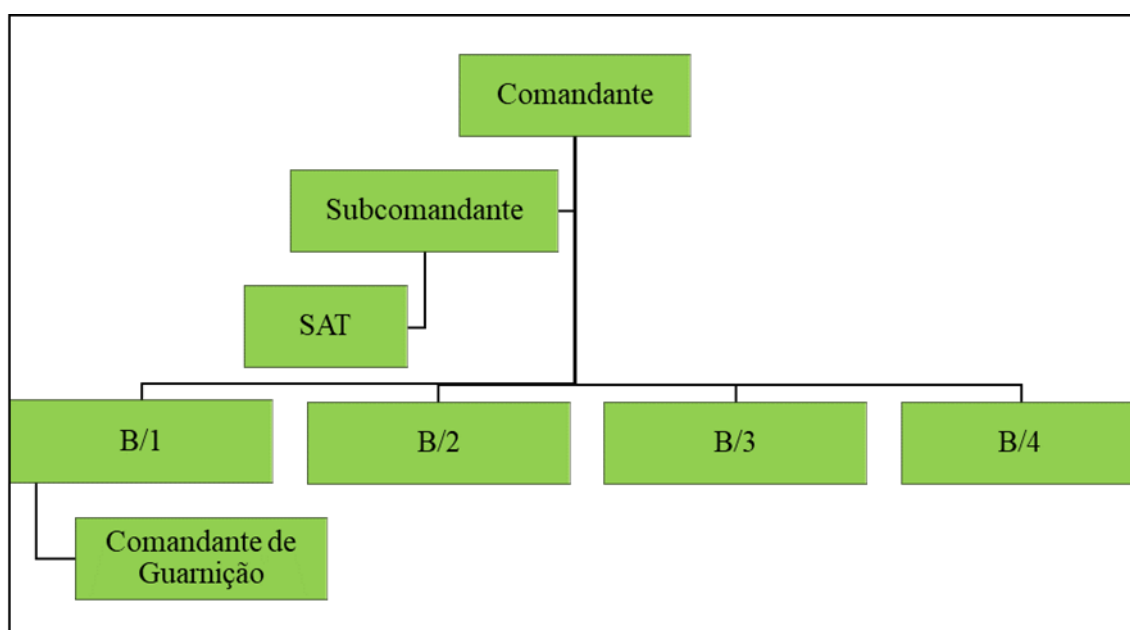 Comandante
Subcomandante
SAT
B/1
B/2
B/3
B/4
Comandante de
Guarnição